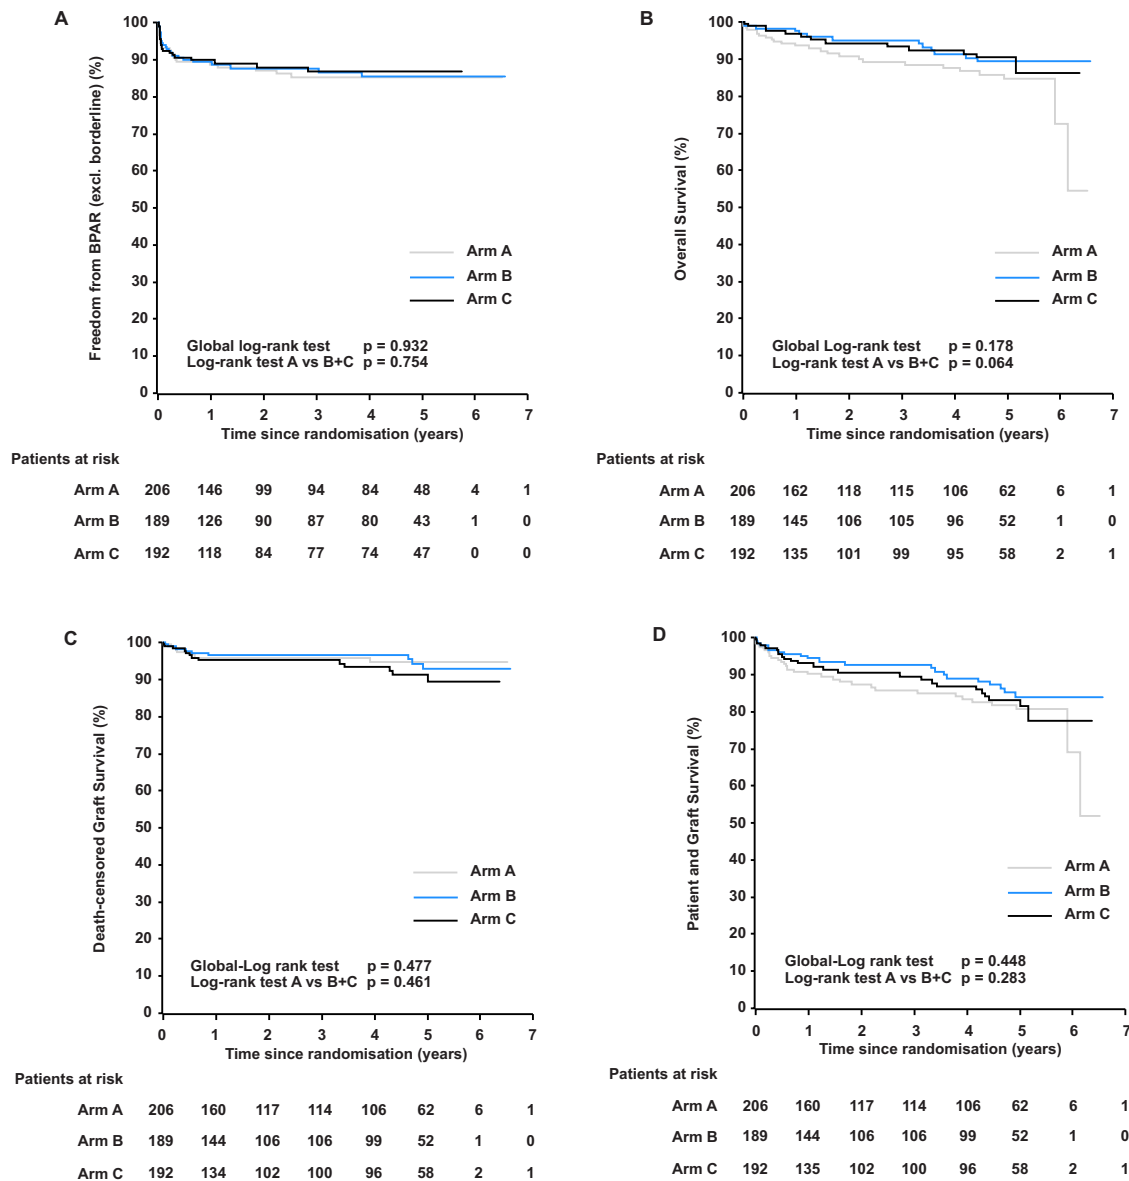 A
Freedom from BPAR (excl. borderline) (%)
100
90
80
70
60
50
40
30
20
10
0
Arm A
Arm B
Arm C
Global log-rank test p = 0.932
Log-rank test A vs B+C p = 0.754
0 1 2 3 4 5 6 7
Time since randomisation (years)
Patients at risk
Arm A 206 146 99 94 84 48 4 1
Arm B 189 126 90 87 80 43 1 0
Arm C 192 118 84 77 74 47 0 0
B
Overall Survival (%)
100
90
80
70
60
50
40
30
20
10
0
Arm A
Arm B
Arm C
Global Log-rank test p = 0.178
Log-rank test A vs B+C p = 0.064
0 1 2 3 4 5 6 7
Time since randomisation (years)
Patients at risk
Arm A 206 162 118 115 106 62 6 1
Arm B 189 145 106 105 96 52 1 0
Arm C 192 135 101 99 95 58 2 1
C
Death-censored Graft Survival (%)
100
90
80
70
60
50
40
30
20
10
0
Arm A
Arm B
Arm C
Global-Log rank test p = 0.477
Log-rank test A vs B+C p = 0.461
0 1 2 3 4 5 6 7
Time since randomisation (years)
Patients at risk
Arm A 206 160 117 114 106 62 6 1
Arm B 189 144 106 106 99 52 1 0
Arm C 192 134 102 100 96 58 2 1
D
Patient and Graft Survival (%)
100
90
80
70
60
50
40
30
20
10
0
Arm A
Arm B
Arm C
Global-Log rank test p = 0.448
Log-rank test A vs B+C p = 0.283
0 1 2 3 4 5 6 7
Time since randomisation (years)
Patients at risk
Arm A 206 160 117 114 106 62 6 1
Arm B 189 144 106 106 99 52 1 0
Arm C 192 135 102 100 96 58 2 1